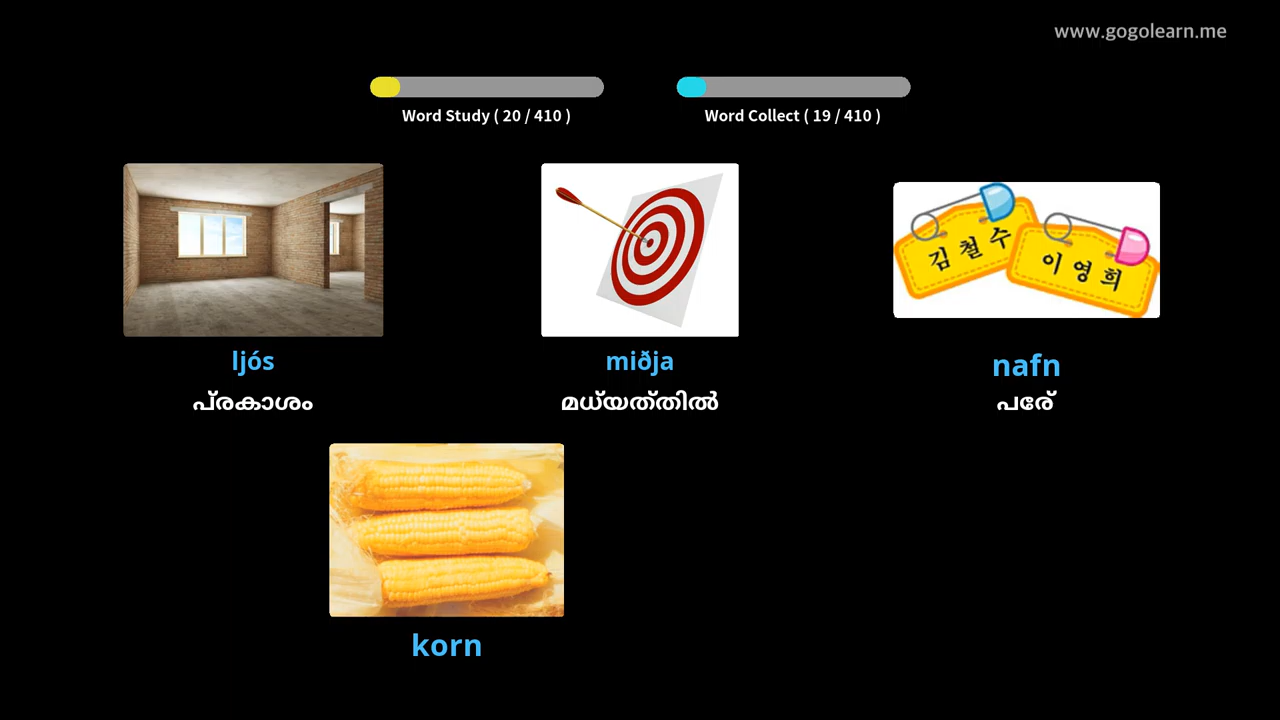 www.gogolearn.me
Word Study ( 20 / 410 )
Word Collect ( 19 / 410 )
김철수
이영희
ljós
miðja
nafn
പ്രകാശം
മധ്യത്തിൽ
പേര്
korn